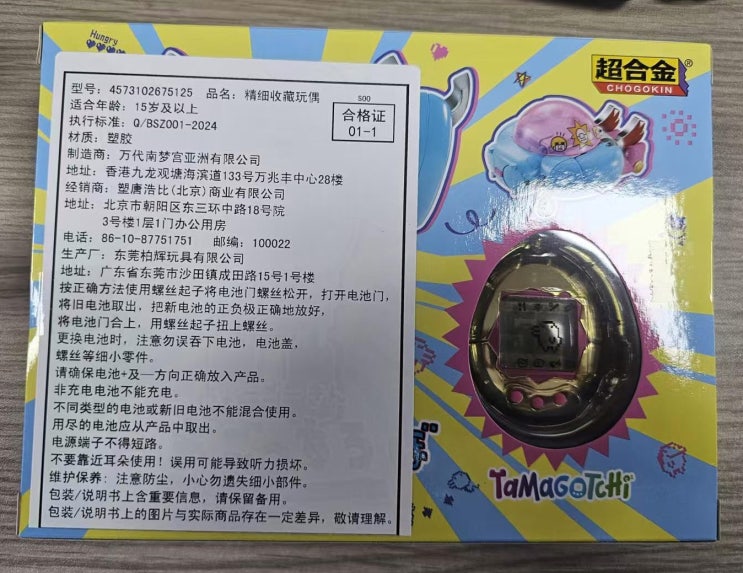 Hungry
超合金®
CHOGOKIN
型号：4573102675125 品名：精细收藏玩偶
S00
适合年龄：15岁及以上
合格证
01-1
执行标准：Q/BSZ001-2024
材质：塑胶
制造商：万代南梦宫亚洲有限公司
地址：香港九龙观塘海滨道133号万兆丰中心28楼
经销商：塑唐浩比(北京)商业有限公司
地址：北京市朝阳区东三环中路18号院
3号楼1层1门办公用房
电话：86-10-87751751 邮编：100022
生产厂：东莞柏辉玩具有限公司
地址：广东省东莞市沙田镇成田路15号1号楼
按正确方法使用螺丝起子将电池门螺丝松开，打开电池门，
将旧电池取出，把新电池的正负极正确地放好，
将电池门合上，用螺丝起子扭上螺丝。
更换电池时，注意勿误吞下电池，电池盖，
螺丝等细小零件。
请确保电池+及—方向正确放入产品。
非充电电池不能充电。
不同类型的电池或新旧电池不能混合使用。
用尽的电池应从产品中取出。
电源端子不得短路。
不要靠近耳朵使用！误用可能导致听力损坏。
维护保养：注意防尘，小心勿遗失细小部件。
包装/说明书上含重要信息，请保留备用。
包装/说明书上的图片与实际商品存在一定差异，敬请理解。
TaMaGOTCHi